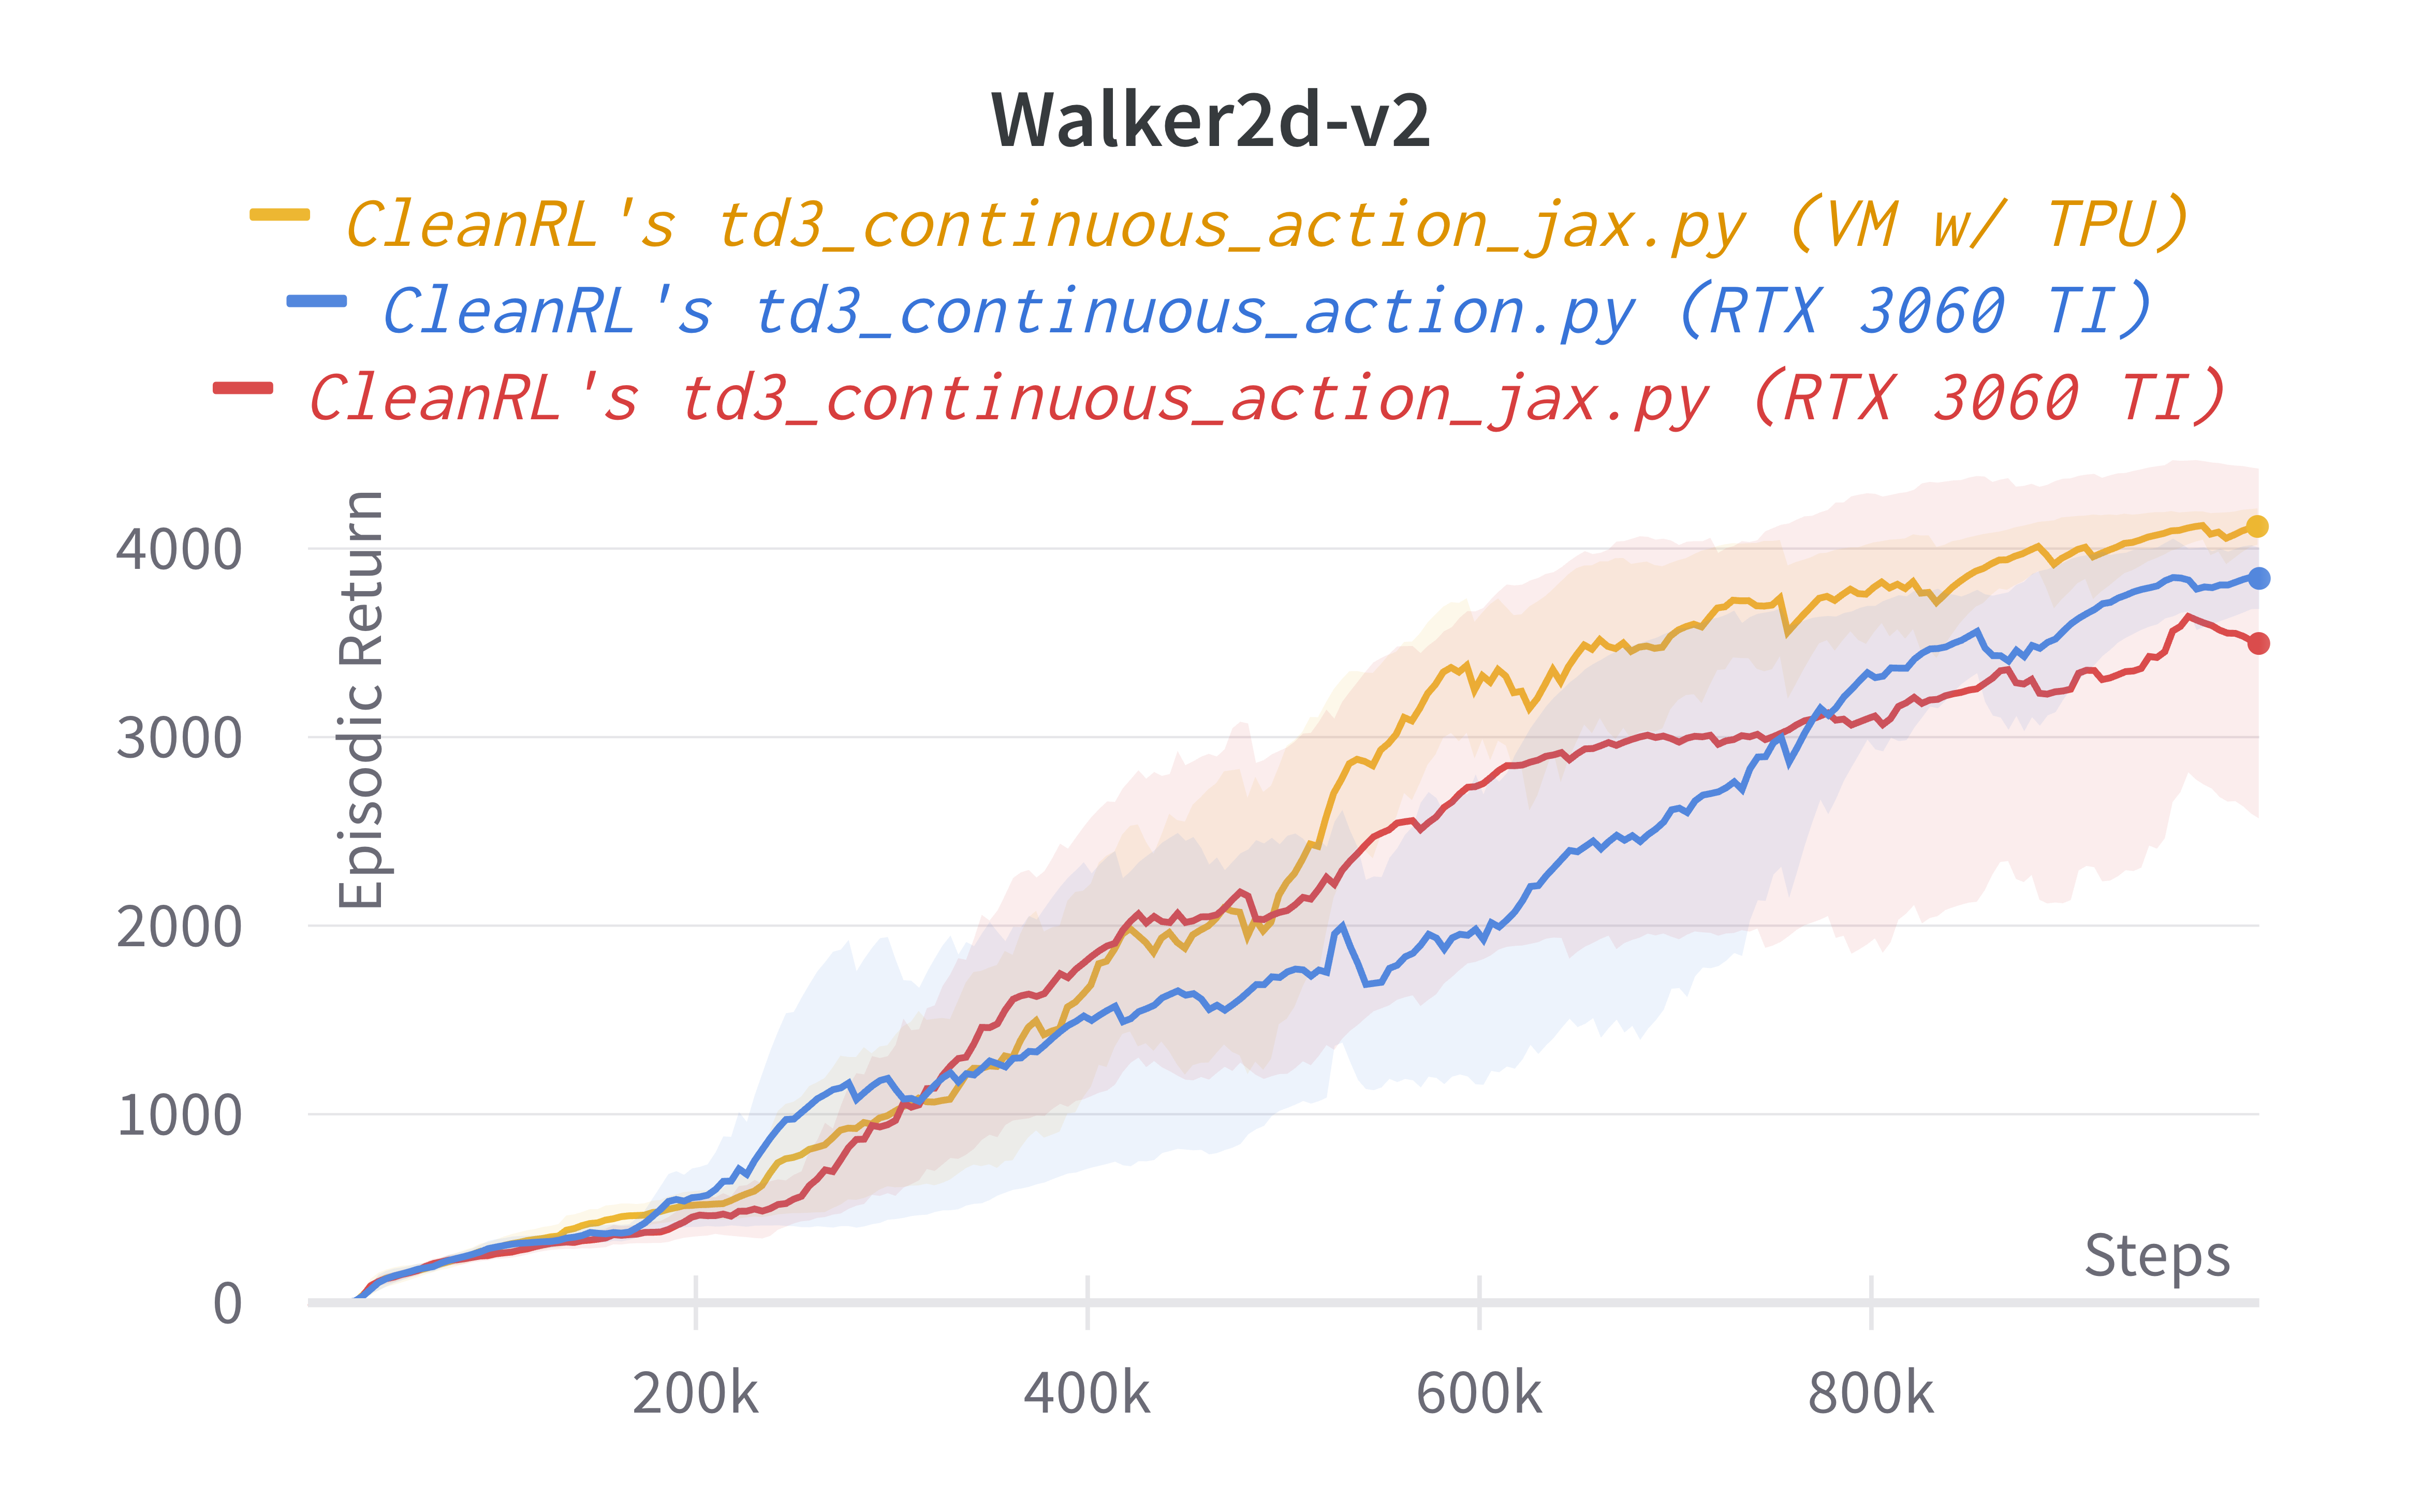 Walker2d-v2
CleanRL's td3_continuous_action_jax.py (VM w/ TPU)
CleanRL's td3_continuous_action.py (RTX 3060 TI)
CleanRL's td3_continuous_action_jax.py (RTX 3060 TI)
Episodic Return
4000
3000
2000
1000
0
Steps
200k
400k
600k
800k